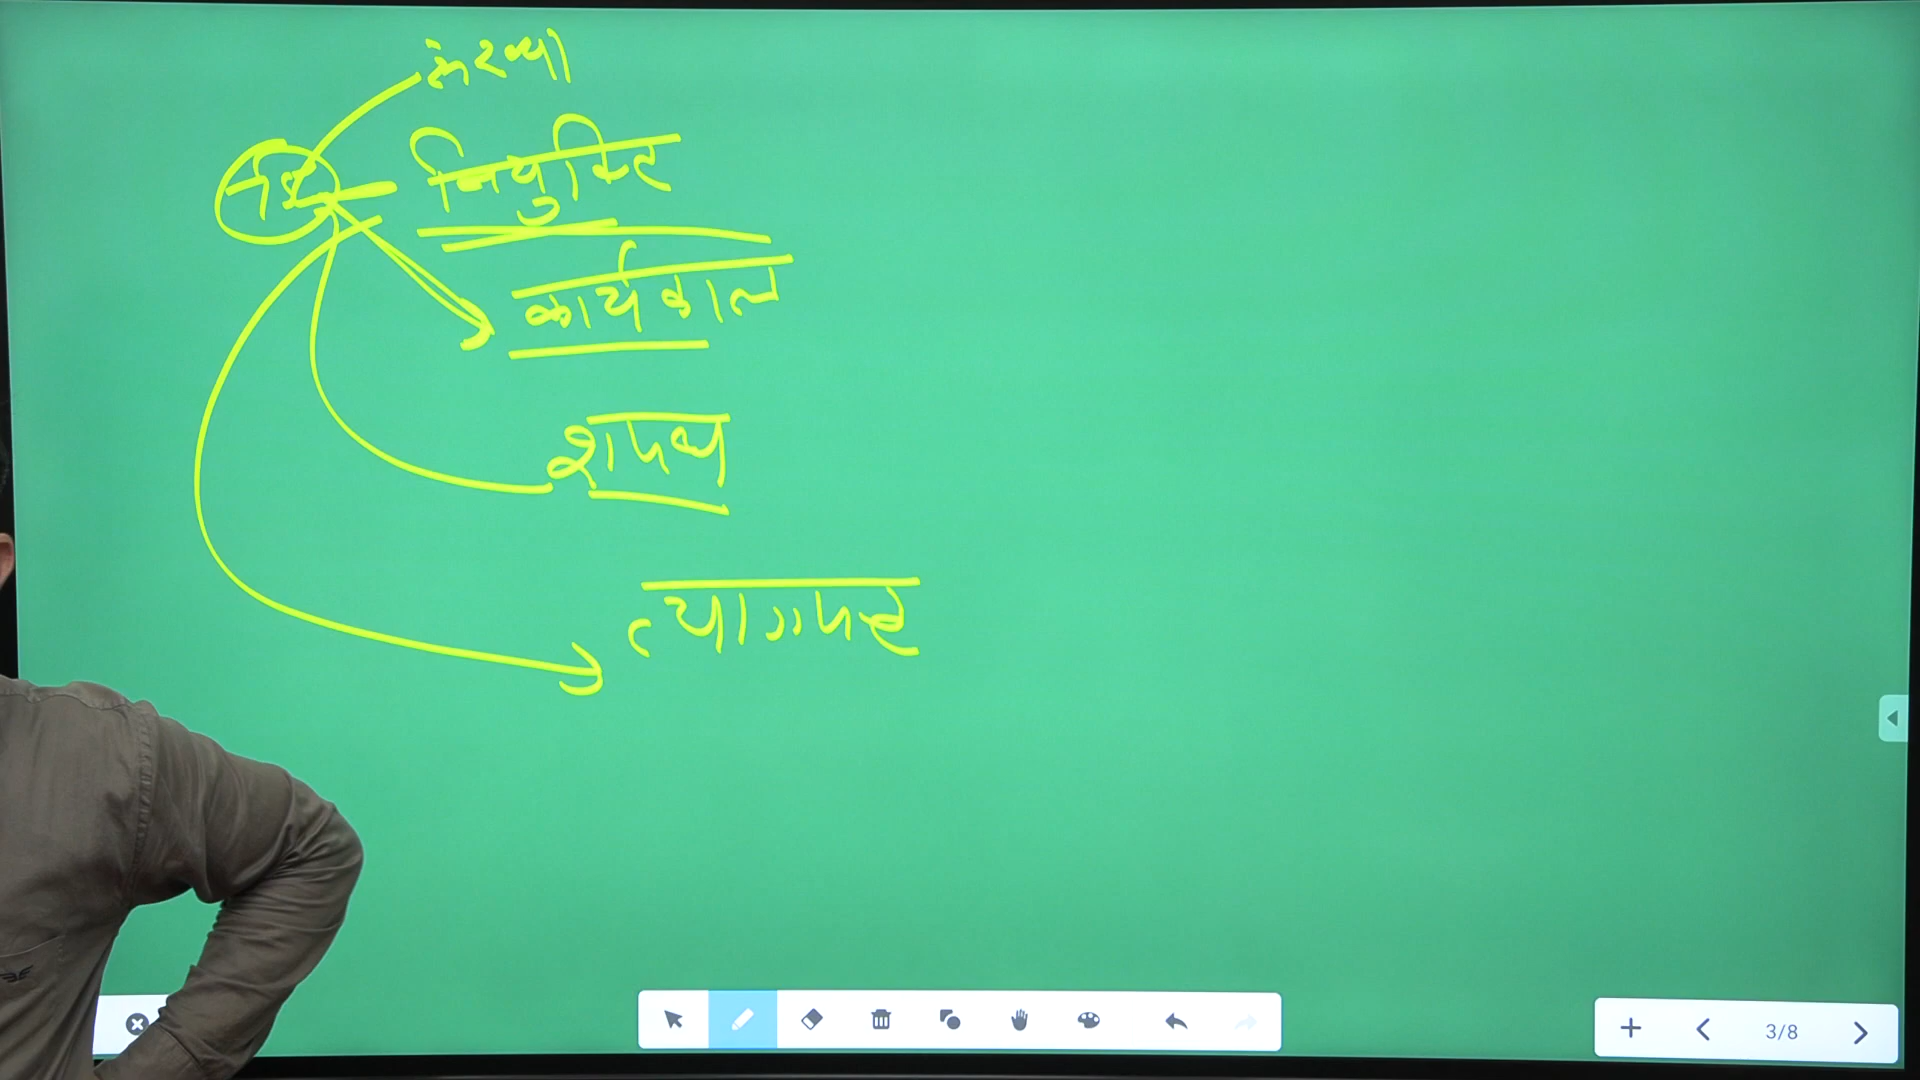 संख्या
नियुक्ति
कार्यकाल
शपथ
त्यागपत्र
3/8